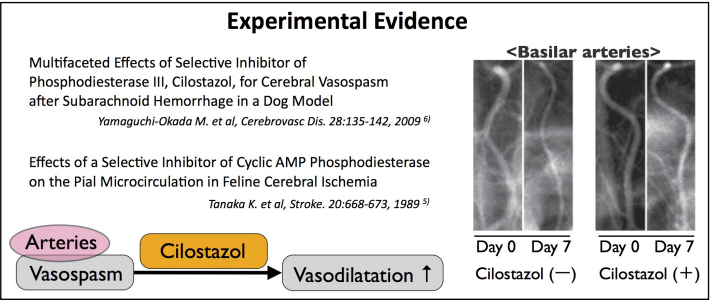 Experimental Evidence
Multifaceted Effects of Selective Inhibitor of
Phosphodiesterase III, Cilostazol, for Cerebral Vasospasm
after Subarachnoid Hemorrhage in a Dog Model
Yamaguchi-Okada M. et al, Cerebrovasc Dis. 28:135-142, 2009 6)
Effects of a Selective Inhibitor of Cyclic AMP Phosphodiesterase
on the Pial Microcirculation in Feline Cerebral Ischemia
Tanaka K. et al, Stroke. 20:668-673, 1989 5)
Arteries
Vasospasm
Cilostazol
Vasodilatation ↑
<Basilar arteries>
Day 0 Day 7 Day 0 Day 7
Cilostazol (—) Cilostazol (+)